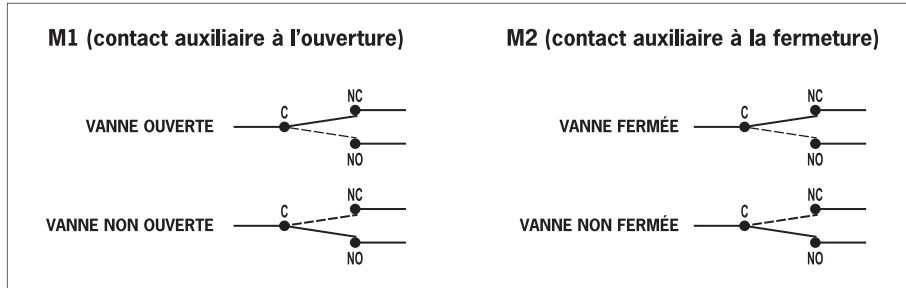 M1 (contact auxiliaire à l'ouverture)
VANNE OUVERTE
C
NC
NO
VANNE NON OUVERTE
C
NC
NO
M2 (contact auxiliaire à la fermeture)
VANNE FERMÉE
C
NC
NO
VANNE NON FERMÉE
C
NC
NO